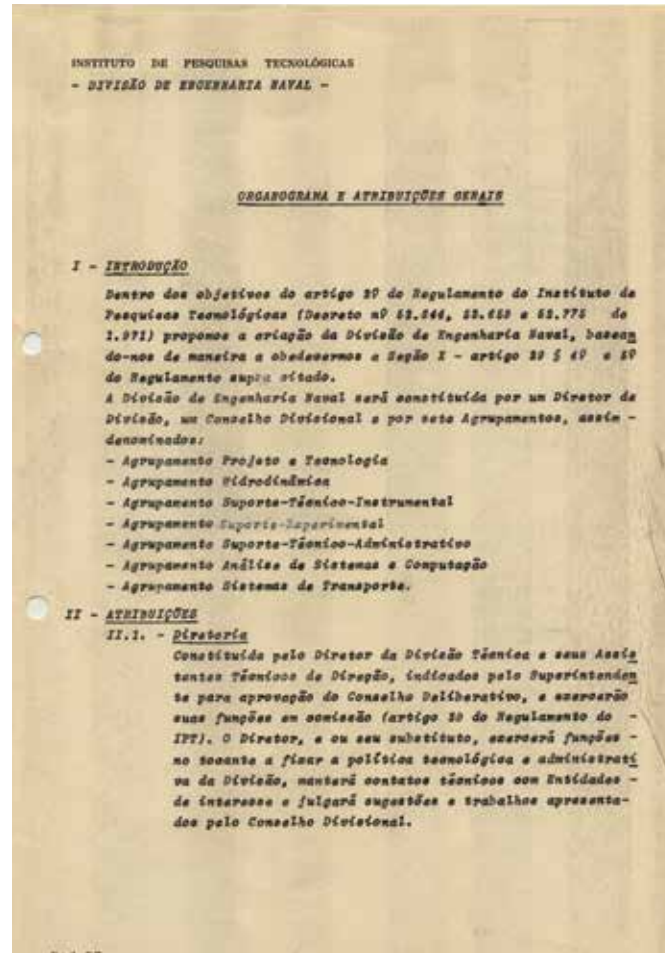 INSTITUTO DE PESQUISAS TECNOLÓGICAS
- DIVISÃO DE ENGENHARIA NAVAL -
ORGANOGRAMA E ATRIBUIÇÕES GERAIS
I - INTRODUÇÃO
Dentro dos objetivos do artigo 2º do Regulamento do Instituto de
Pesquisas Tecnológicas (Decreto nº e de
1.971) propomos a criação da Divisão de Engenharia Naval, basean
do-nos de maneira a obedecermos a Seção I - artigo § e
do Regulamento supra citado.
A Divisão de Engenharia Naval será constituída por um Diretor de
Divisão, um Conselho Divisional e por sete Agrupamentos, assim -
denominados:
- Agrupamento Projeto e Tecnologia
- Agrupamento Hidrodinâmica
- Agrupamento Suporte-Técnico-Instrumental
- Agrupamento Suporte-Experimental
- Agrupamento Suporte-Técnico-Administrativo
- Agrupamento Análise de Sistemas e Computação
- Agrupamento Sistemas de Transporte.
II - ATRIBUIÇÕES
II.1. - Diretoria
Constituida pelo Diretor da Divisão Técnica e seus Assis
tentes Técnicos de Direção, indicados pelo Superintenden
te para aprovação do Conselho Deliberativo, e exercerão
suas funções em comissão (artigo do Regulamento do -
IPT). O Diretor, e ou seu substituto, exercerá funções -
no tocante a fixar a política tecnológica e administrati
va da Divisão, manterá contatos técnicos com Entidades -
de interesse e julgará sugestões e trabalhos apresenta-
dos pelo Conselho Divisional.